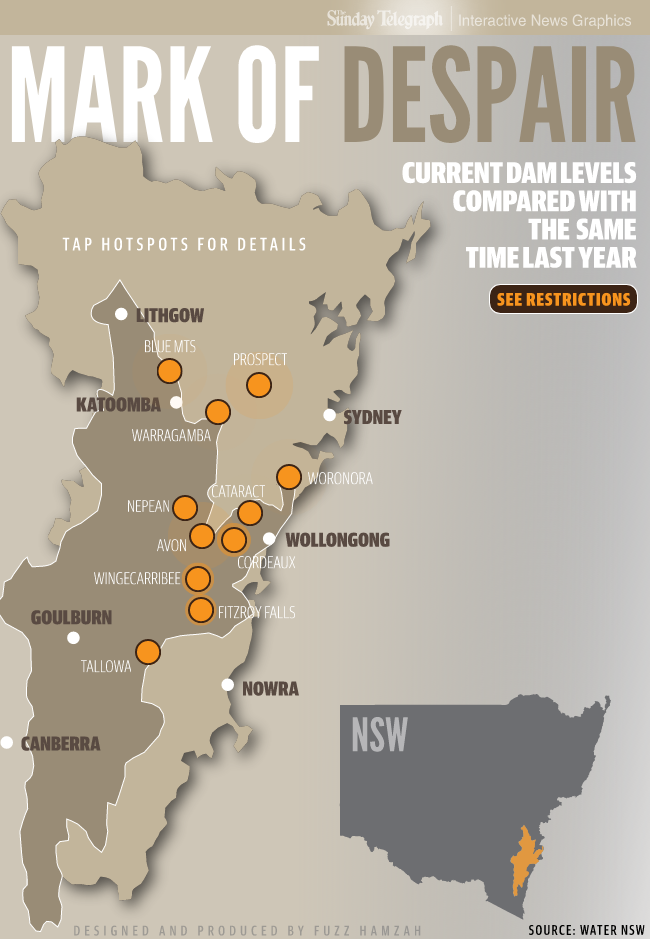 The Sunday Telegraph Interactive News Graphics
MARK OF DESPAIR
CURRENT DAM LEVELS
COMPARED WITH
THE SAME
TIME LAST YEAR
TAP HOTSPOTS FOR DETAILS
SEE RESTRICTIONS
LITHGOW
BLUE MTS
PROSPECT
KATOOMBA
SYDNEY
WARRAGAMBA
WORONORA
CATARACT
NEPEAN
WOLLONGONG
AVON
CORDEAUX
WINGECARRIBEE
FITZROY FALLS
GOULBURN
TALLOWA
NOWRA
CANBERRA
NSW
DESIGNED AND PRODUCED BY FUZZ HAMZAH
SOURCE: WATER NSW